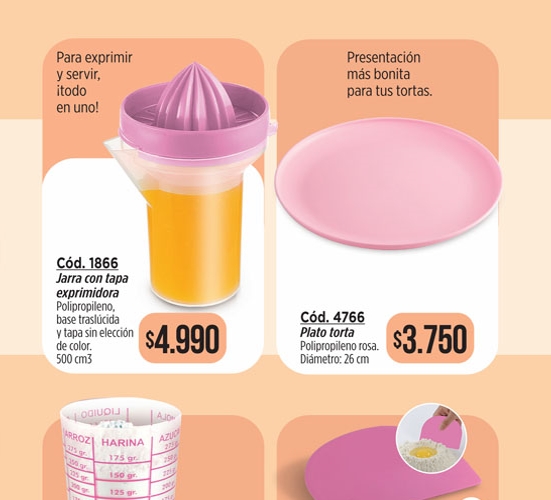 Para exprimir
y servir,
¡todo
en uno!
Cód. 1866
Jarra con tapa
exprimidora
Polipropileno,
base traslúcida
y tapa sin elección
de color.
500 cm3
$4.990
Presentación
más bonita
para tus tortas.
Cód. 4766
Plato torta
Polipropileno rosa.
Diámetro: 26 cm
$3.750
LIQUIDO
ARROZ HARINA AZUC
175 gr.
150 gr.
125 gr.